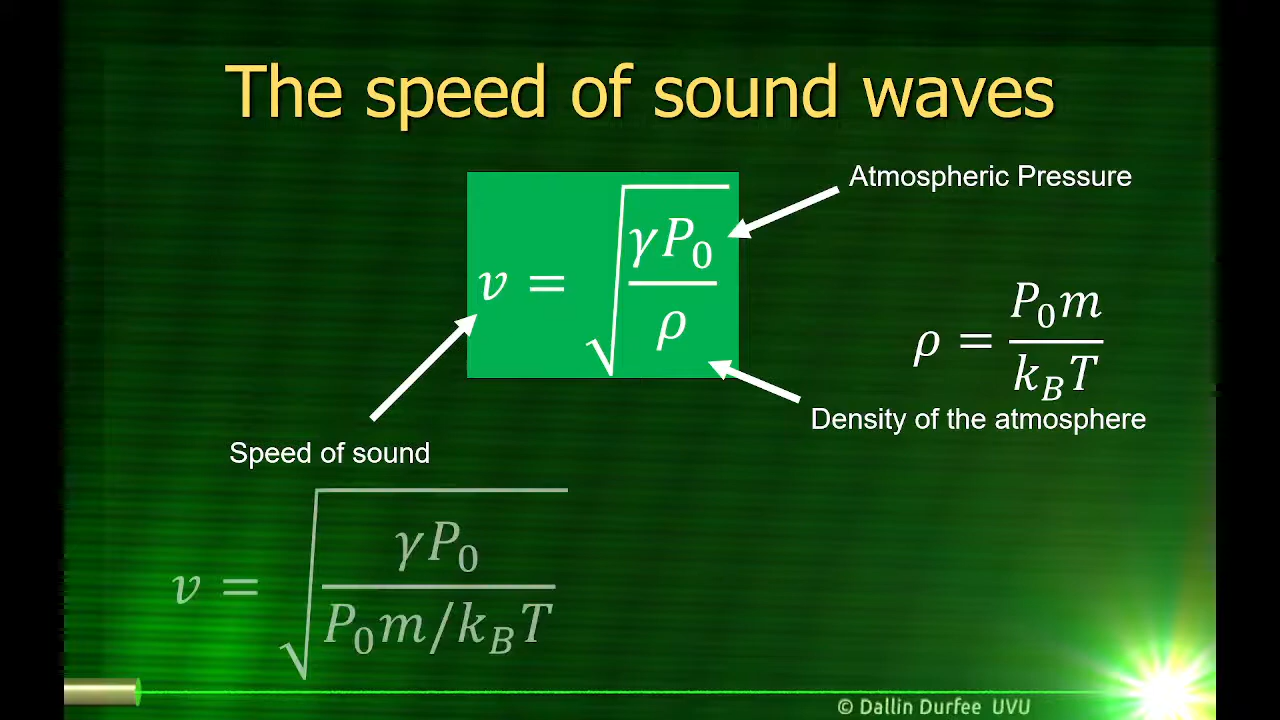 The speed of sound waves
Atmospheric Pressure
v = √(γP₀/ρ)
ρ = P₀m/k_BT
Density of the atmosphere
Speed of sound
v = √(γP₀/(P₀m/k_BT))
© Dallin Durfee UVU